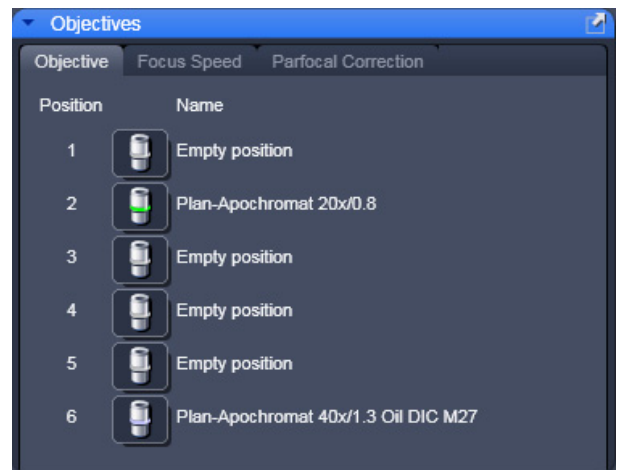 Objectives
Objective Focus Speed Parfocal Correction
Position Name
1 Empty position
2 Plan-Apochromat 20x/0.8
3 Empty position
4 Empty position
5 Empty position
6 Plan-Apochromat 40x/1.3 Oil DIC M27